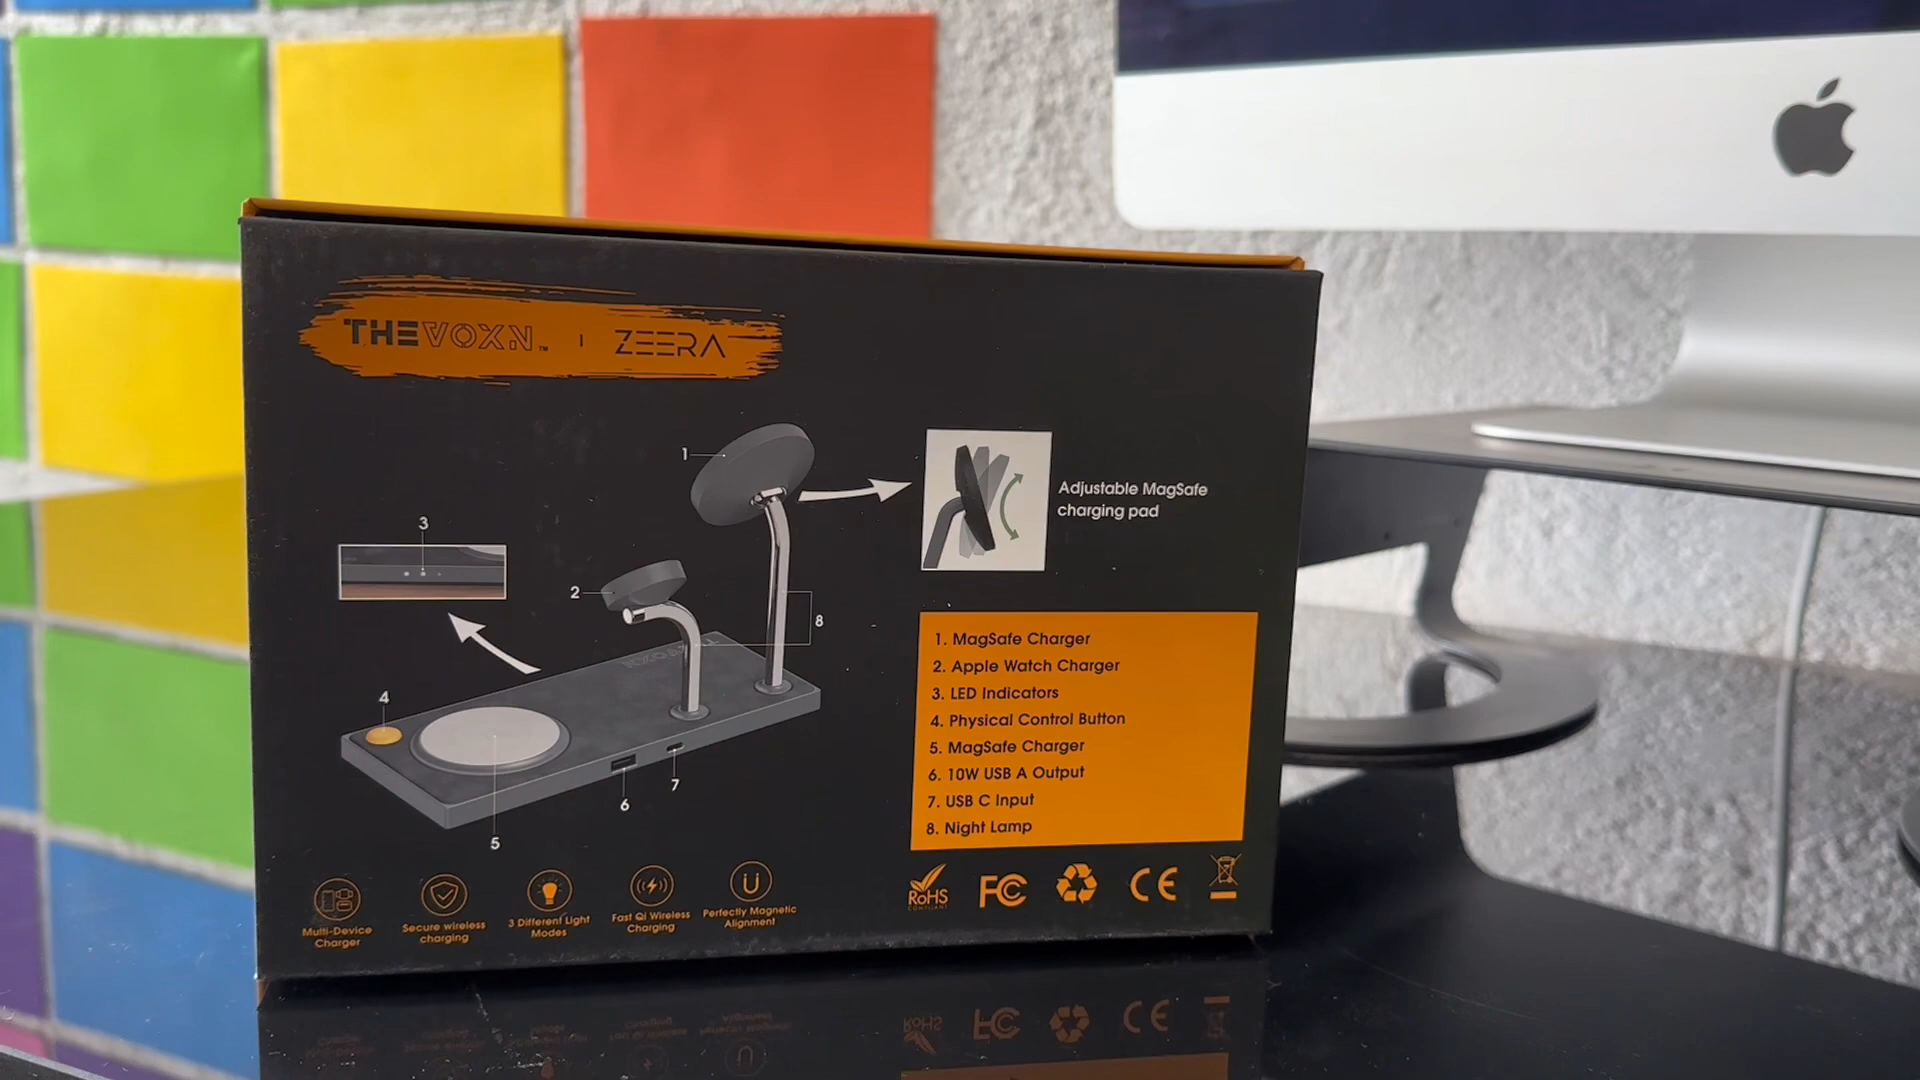 THEVOXN™ | ZEERA
1
Adjustable MagSafe
charging pad
3
2
8
4
7
6
5
1. MagSafe Charger
2. Apple Watch Charger
3. LED Indicators
4. Physical Control Button
5. MagSafe Charger
6. 10W USB A Output
7. USB C Input
8. Night Lamp
Multi-Device
Charger
Secure wireless
charging
3 Different Light
Modes
Fast Qi Wireless
Charging
Perfectly Magnetic
Alignment
RoHS
COMPLIANT
FC
CE